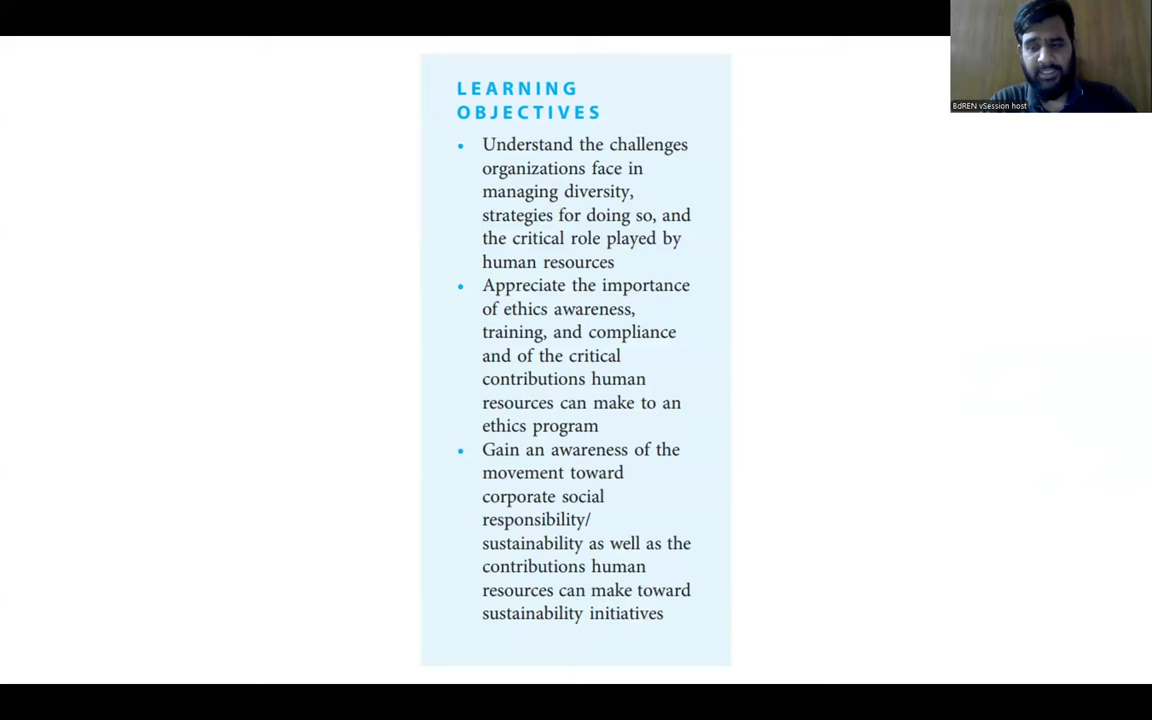 LEARNING
OBJECTIVES
• Understand the challenges
organizations face in
managing diversity,
strategies for doing so, and
the critical role played by
human resources
• Appreciate the importance
of ethics awareness,
training, and compliance
and of the critical
contributions human
resources can make to an
ethics program
• Gain an awareness of the
movement toward
corporate social
responsibility/
sustainability as well as the
contributions human
resources can make toward
sustainability initiatives
BdREN vSession host